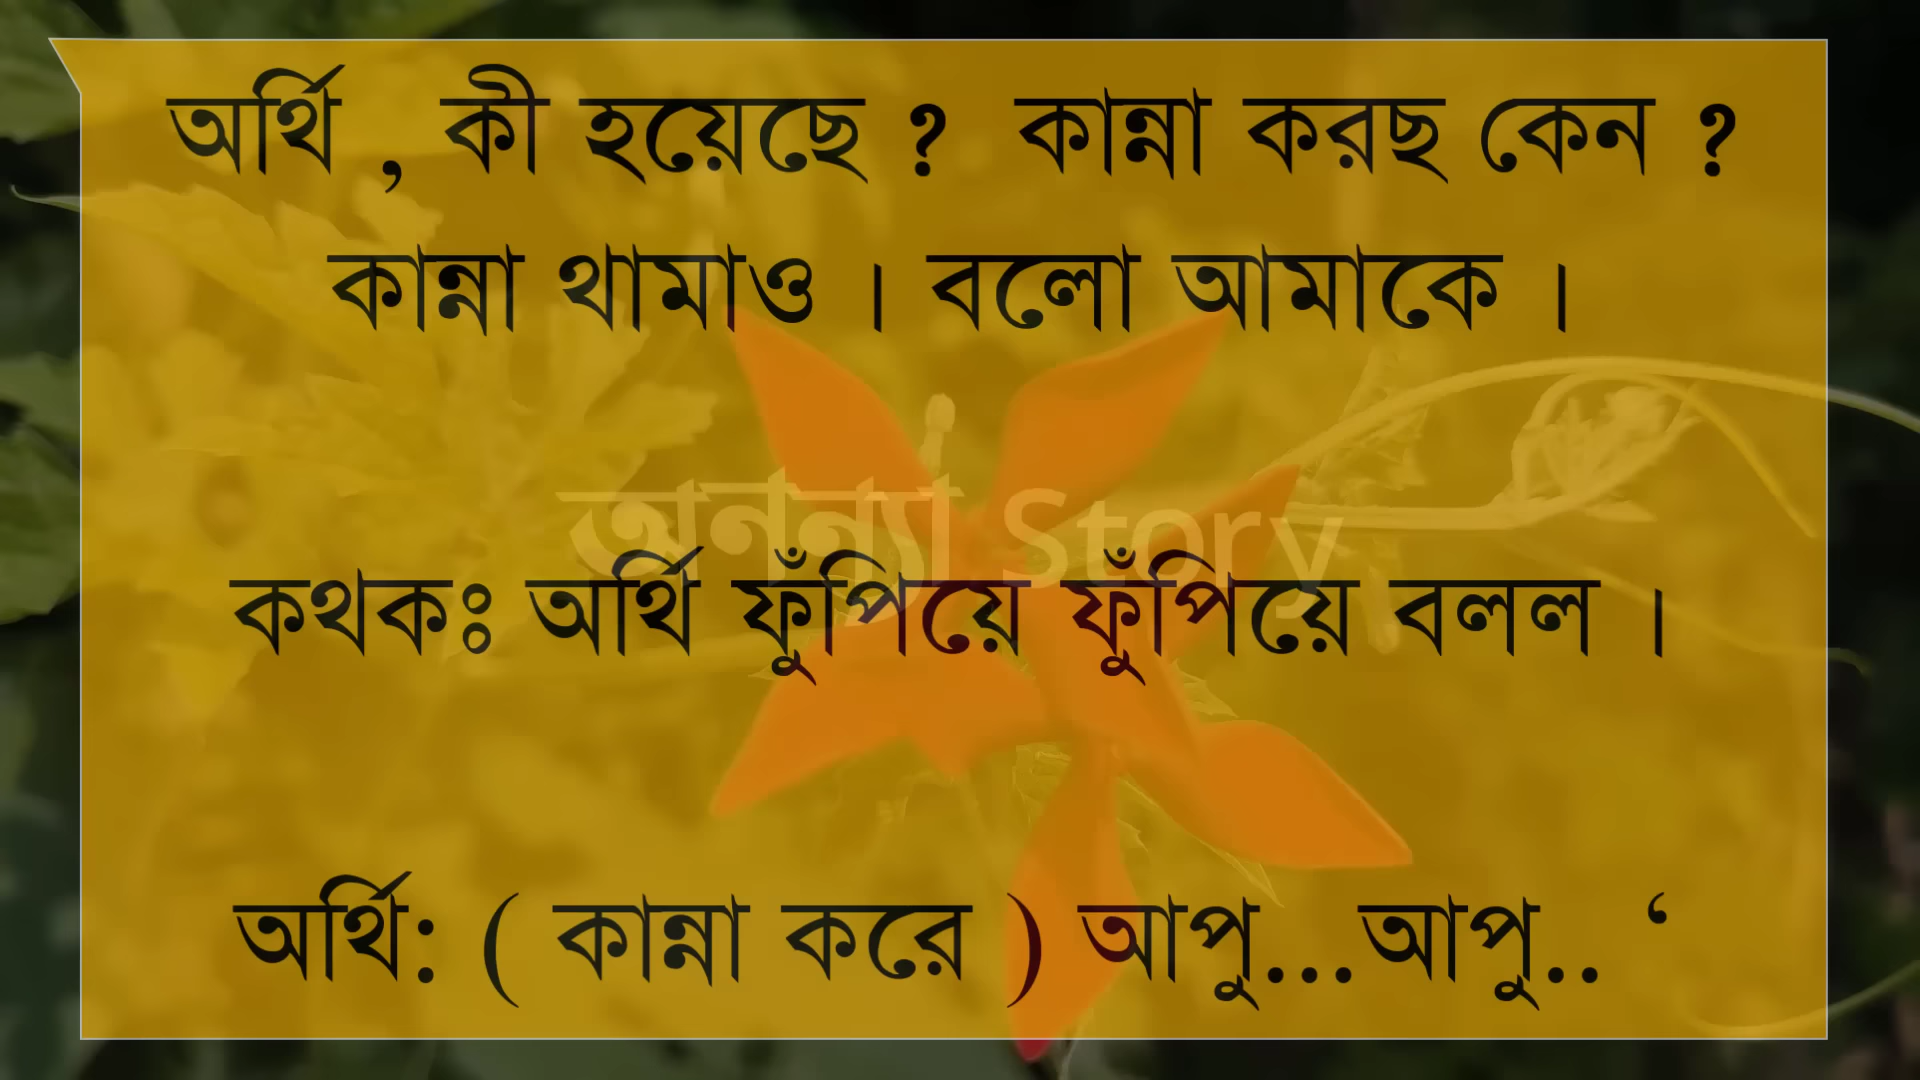 অর্থি , কী হয়েছে ? কান্না করছ কেন ?
কান্না থামাও । বলো আমাকে ।
অনন্যা Story
কথকঃ অর্থি ফুঁপিয়ে ফুঁপিয়ে বলল ।
অর্থি: ( কান্না করে ) আপু...আপু.. ‘